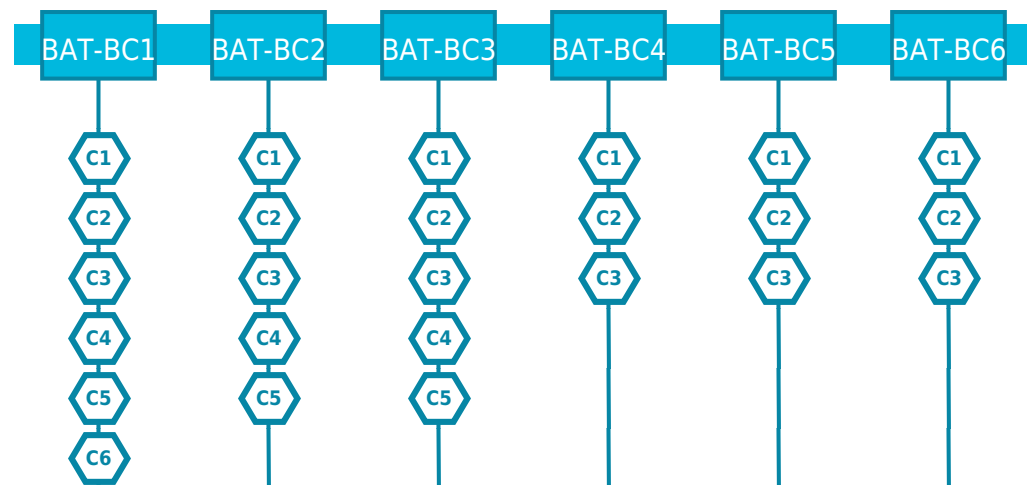 BAT-BC1 BAT-BC2 BAT-BC3 BAT-BC4 BAT-BC5 BAT-BC6
C1 C1 C1 C1 C1 C1
C2 C2 C2 C2 C2 C2
C3 C3 C3 C3 C3 C3
C4 C4 C4
C5 C5 C5
C6